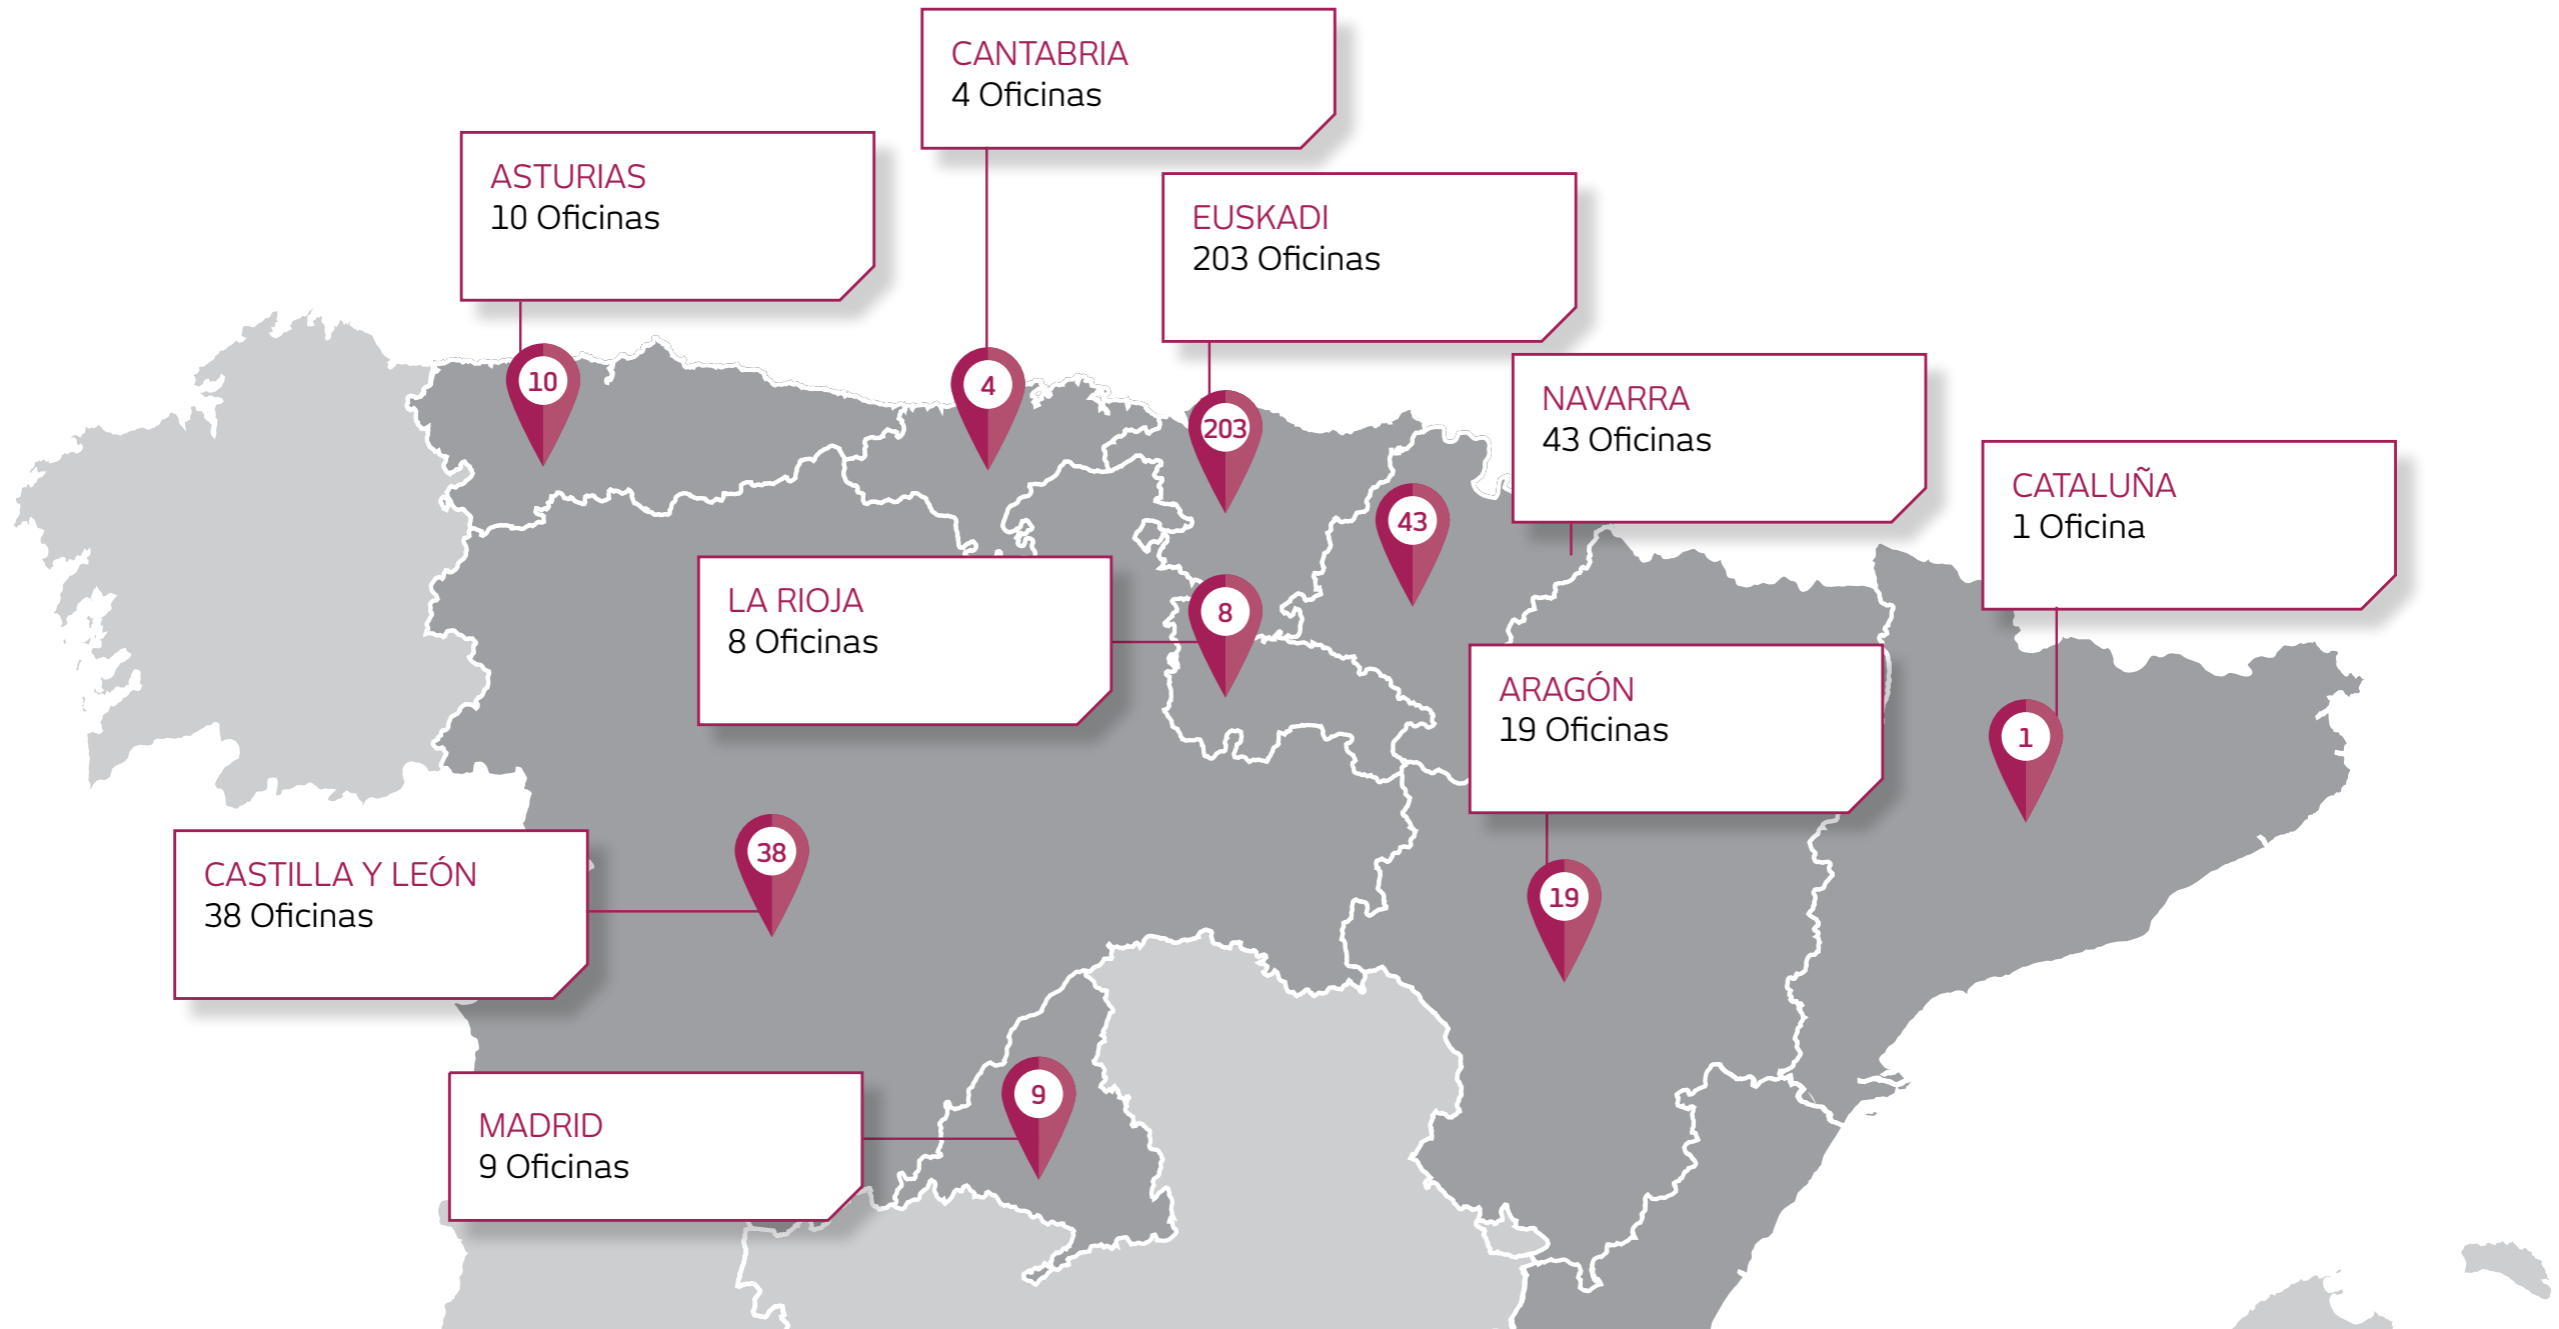 CANTABRIA
4 Oficinas
ASTURIAS
10 Oficinas
EUSKADI
203 Oficinas
NAVARRA
43 Oficinas
CATALUÑA
1 Oficina
LA RIOJA
8 Oficinas
ARAGÓN
19 Oficinas
CASTILLA Y LEÓN
38 Oficinas
MADRID
9 Oficinas
10
4
203
43
8
1
38
19
9